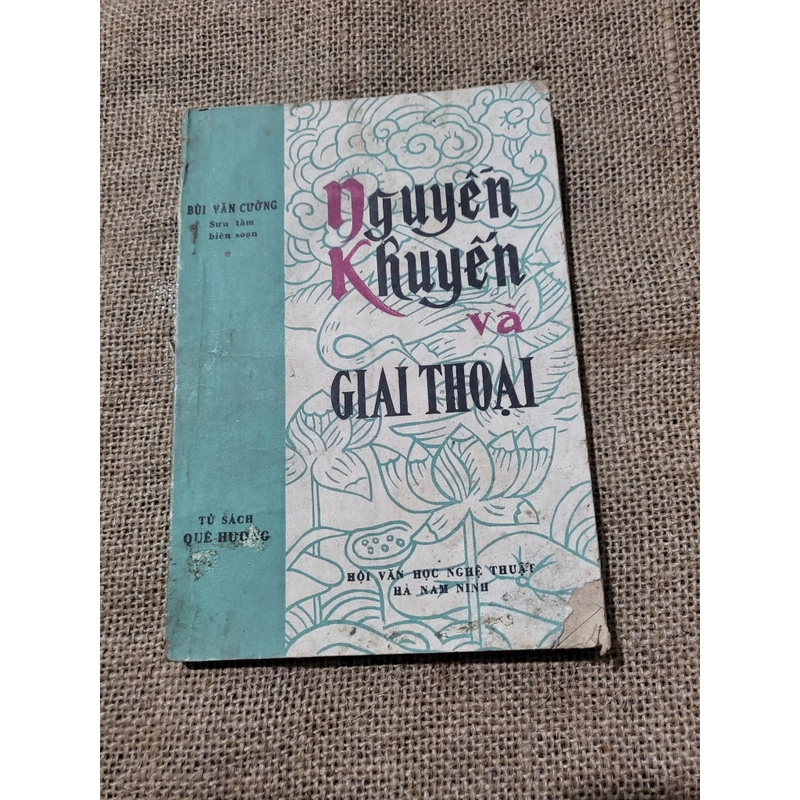 BÙI VĂN CƯỜNG
Sưu tầm
biên soạn
Nguyễn
Khuyến
và
GIAI THOẠI
TỦ SÁCH
QUÊ HƯƠNG
HỘI VĂN HỌC NGHỆ THUẬT
HÀ NAM NINH